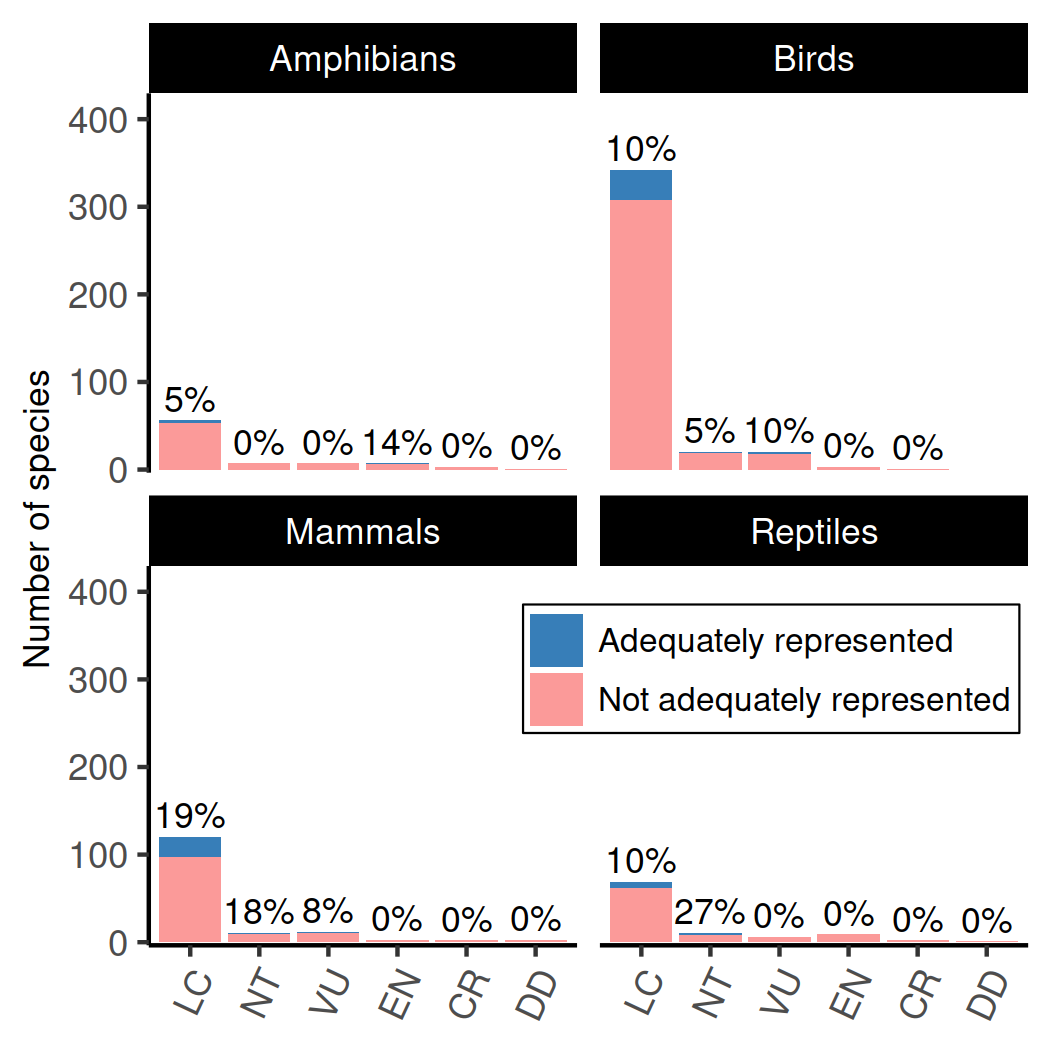 Amphibians
Birds
400
300
200
100
0
5%
0%
0%
14%
0%
0%
10%
5%
10%
0%
0%
Number of species
Mammals
Reptiles
400
300
200
100
0
Adequately represented
Not adequately represented
19%
18%
8%
0%
0%
0%
10%
27%
0%
0%
0%
0%
LC
NT
VU
EN
CR
DD
LC
NT
VU
EN
CR
DD